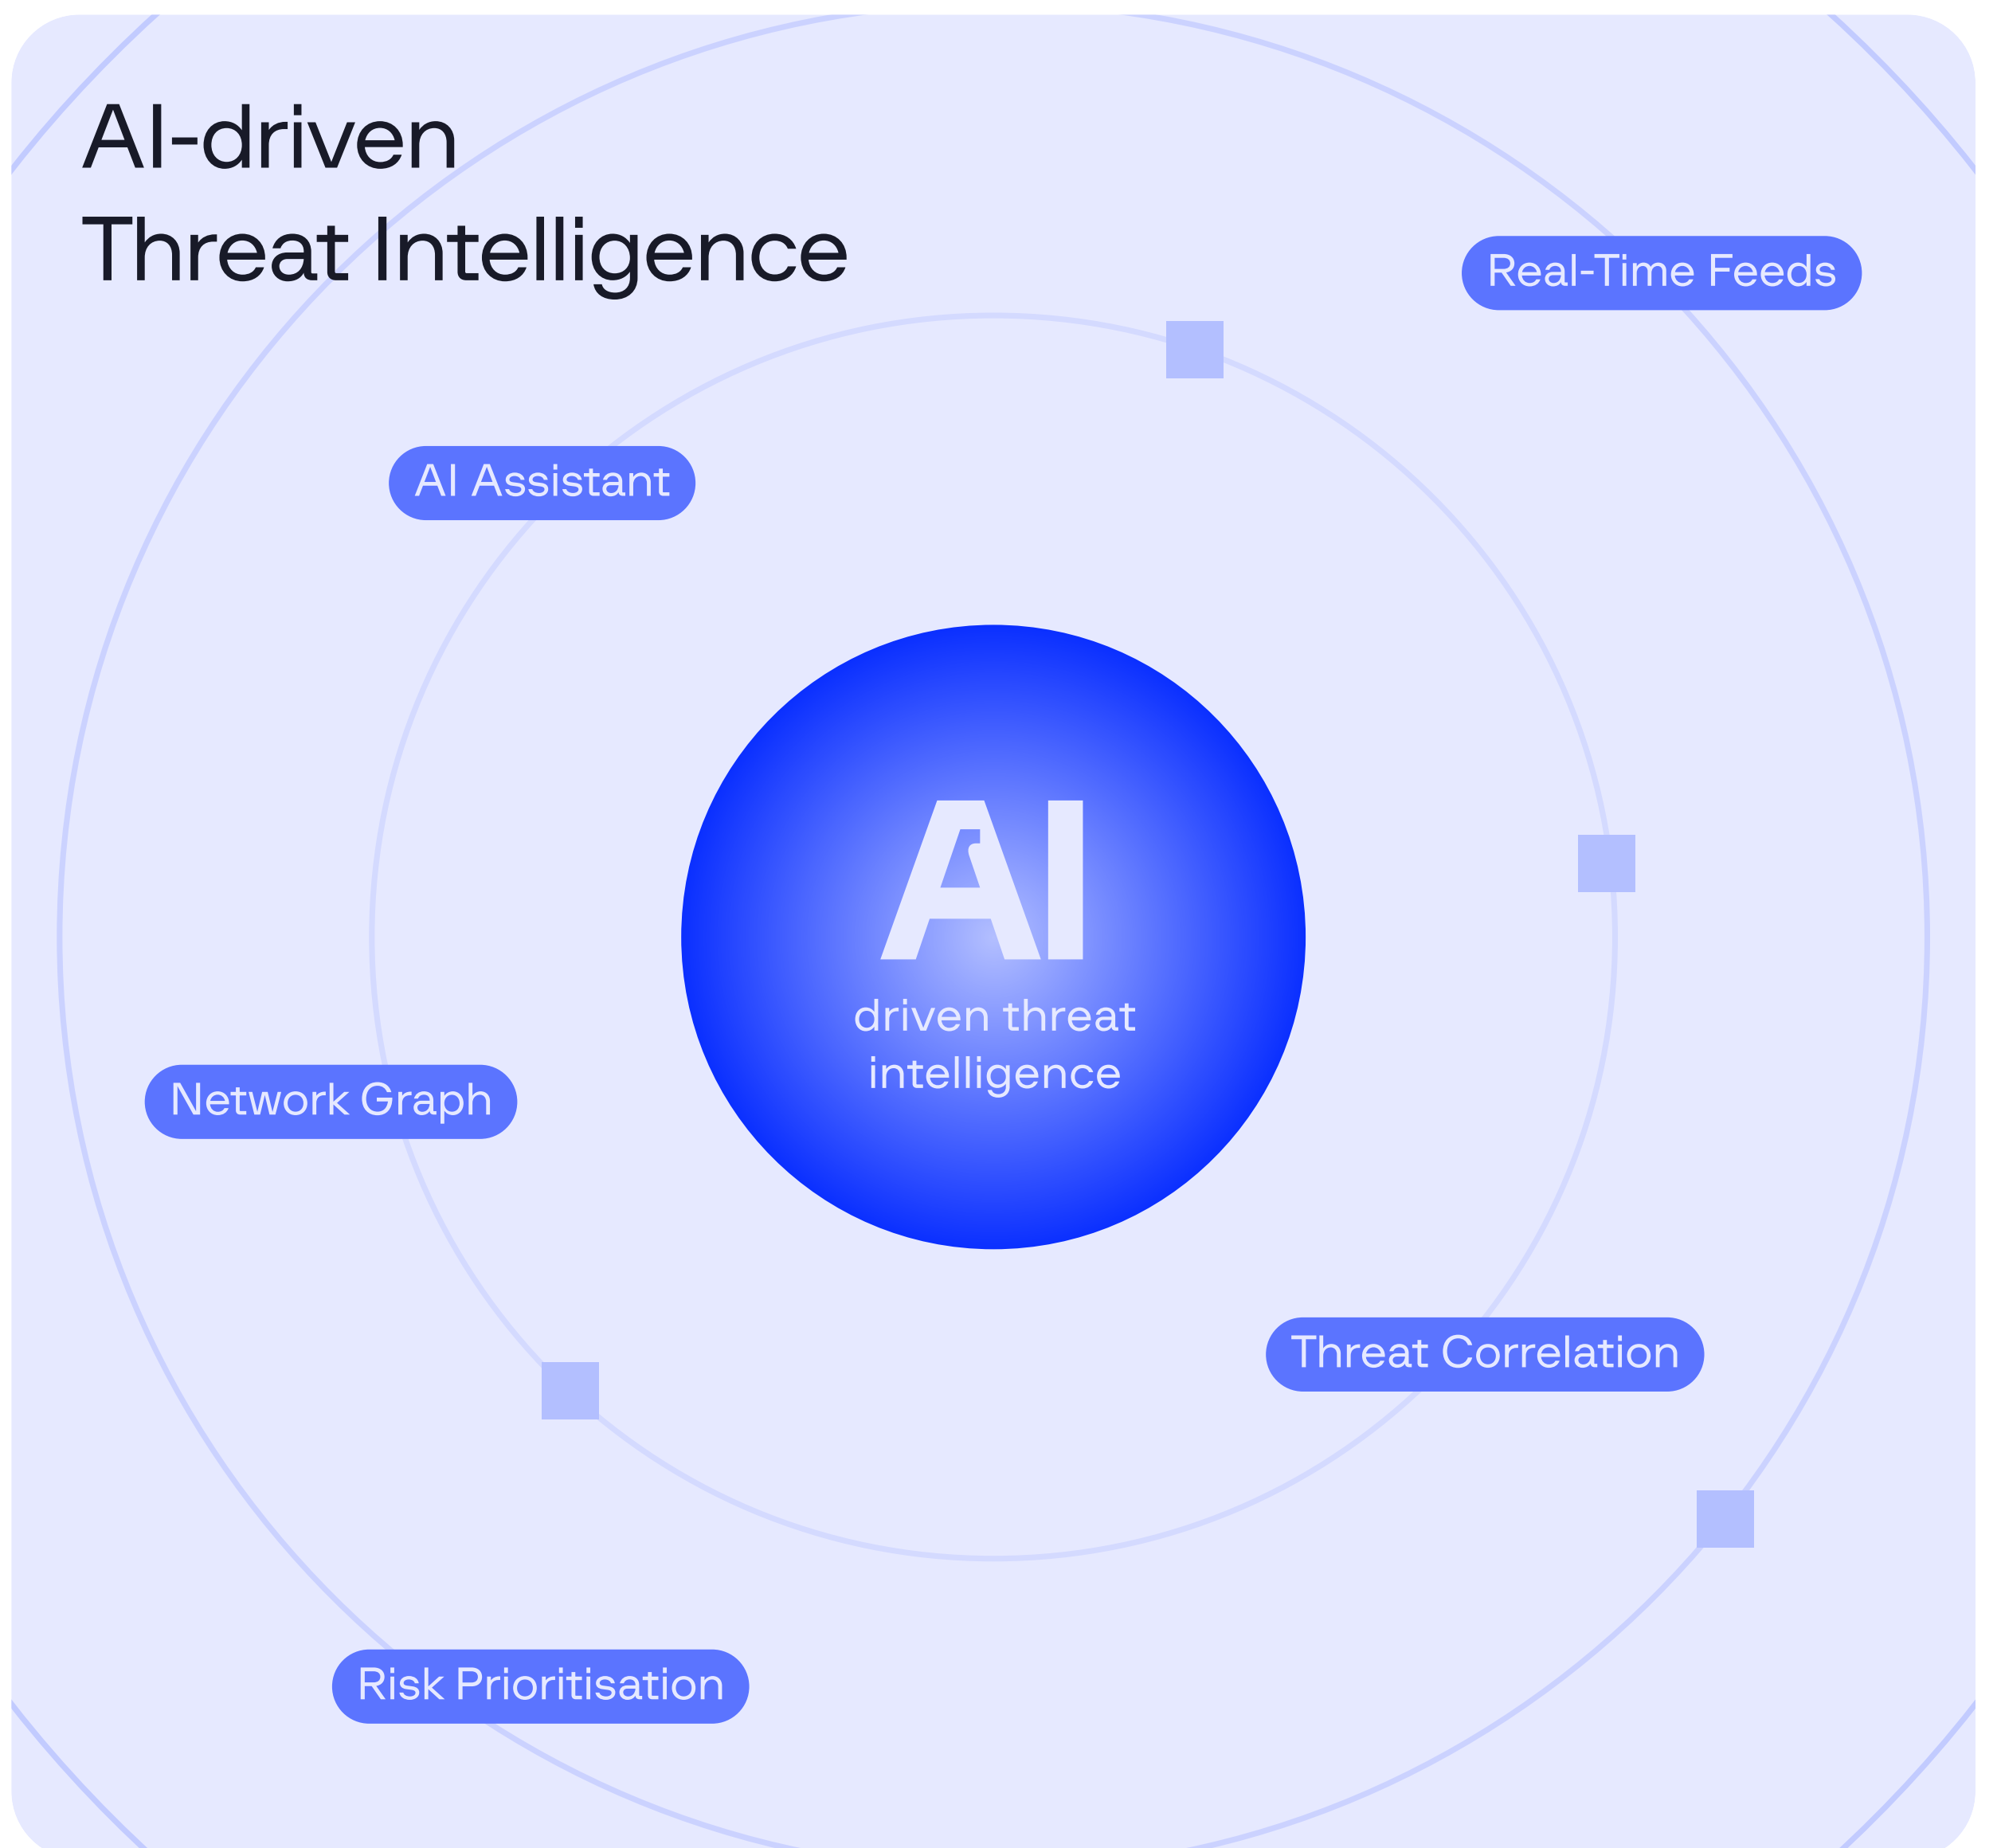 AI-driven
Threat Intelligence
Real-Time Feeds
AI Assistant
AI
driven threat
intelligence
Network Graph
Threat Correlation
Risk Prioritisation